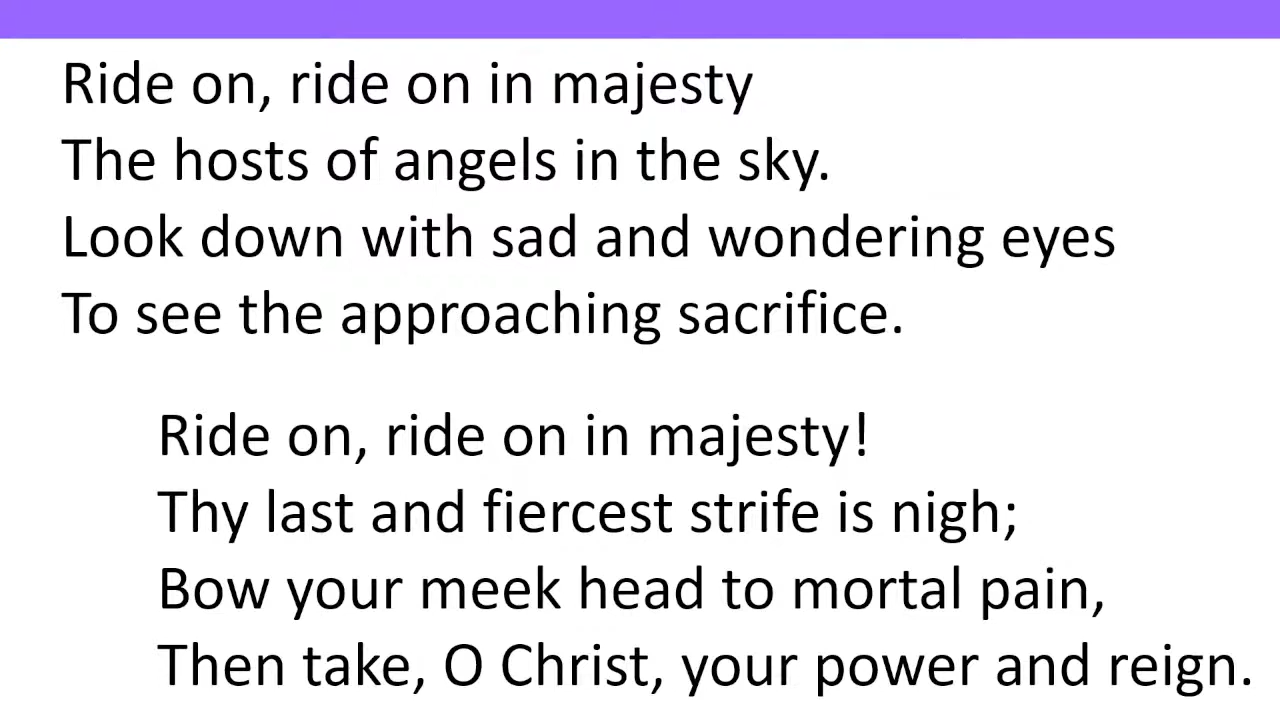 Ride on, ride on in majesty
The hosts of angels in the sky.
Look down with sad and wondering eyes
To see the approaching sacrifice.
Ride on, ride on in majesty!
Thy last and fiercest strife is nigh;
Bow your meek head to mortal pain,
Then take, O Christ, your power and reign.